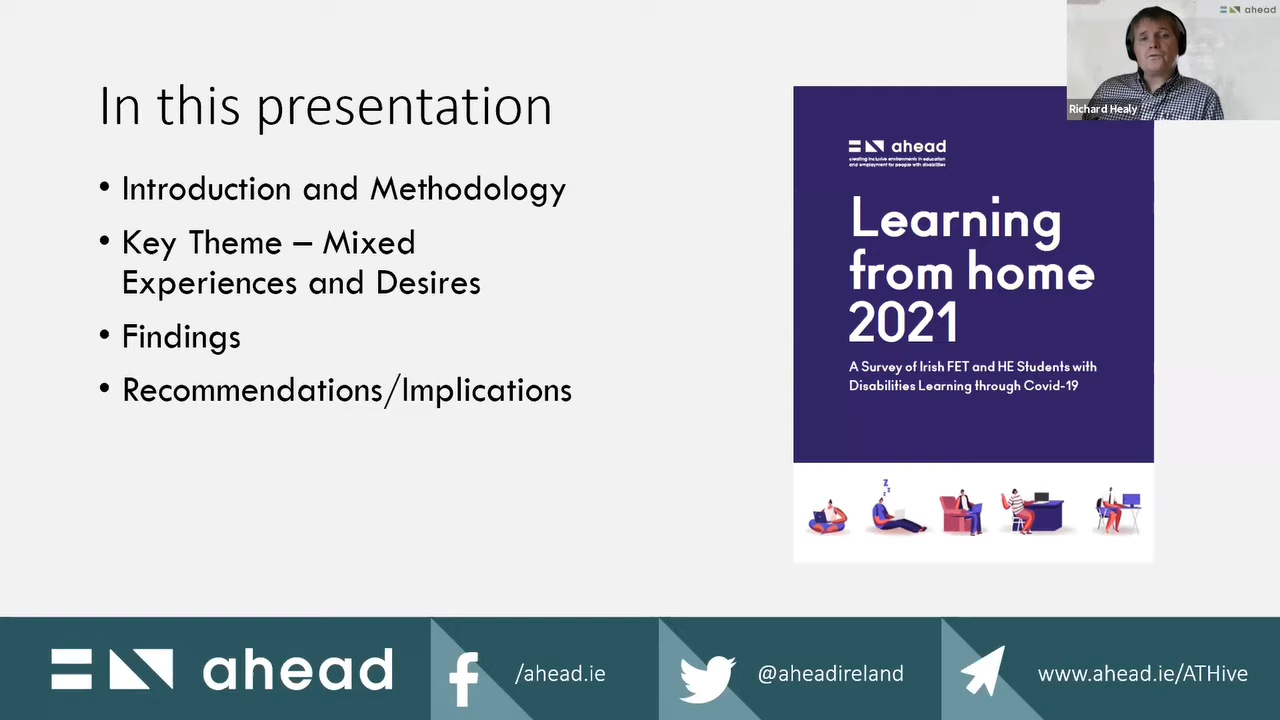 ahead
Richard Healy
In this presentation
• Introduction and Methodology
• Key Theme – Mixed
Experiences and Desires
• Findings
• Recommendations/Implications
ahead
creating inclusive environments in education
and employment for people with disabilities
Learning
from home
2021
A Survey of Irish FET and HE Students with
Disabilities Learning through Covid-19
Z
z
z
ahead
/ahead.ie
@aheadireland
www.ahead.ie/ATHive